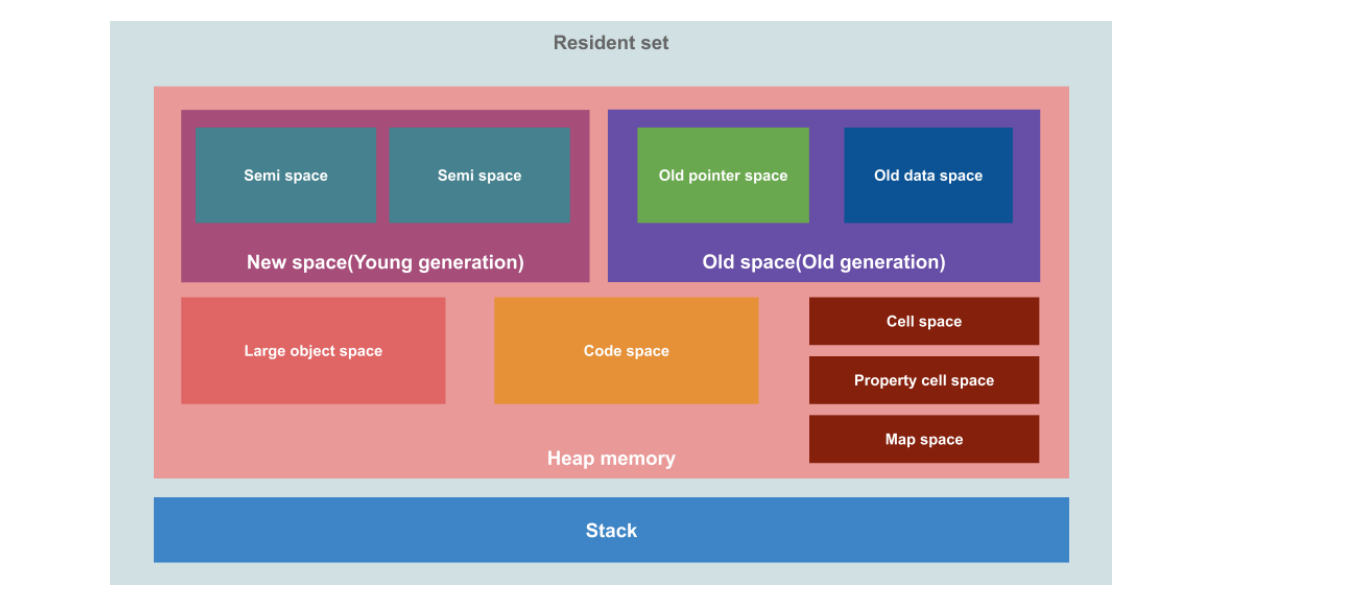 Resident set
Semi space
Semi space
Old pointer space
Old data space
New space(Young generation)
Old space(Old generation)
Large object space
Code space
Cell space
Property cell space
Map space
Heap memory
Stack